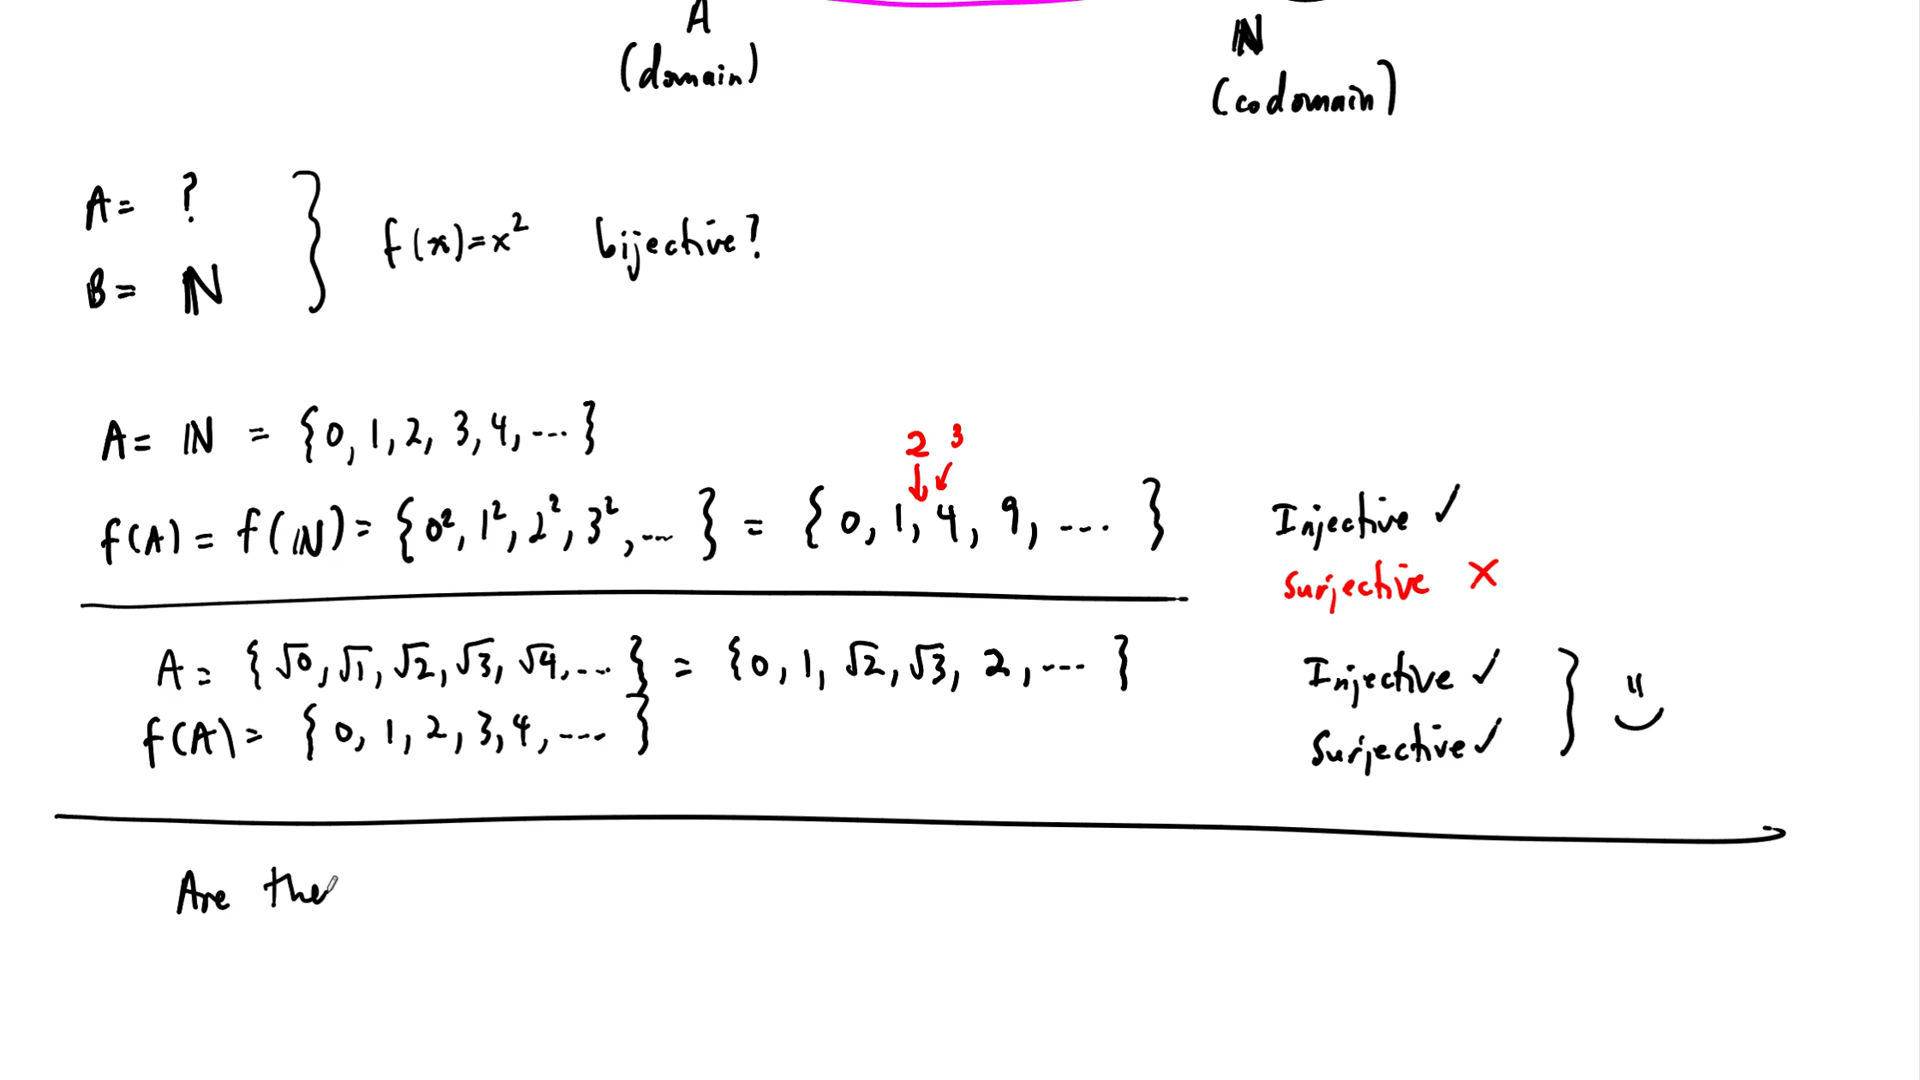 A
(domain)
ℕ
(codomain)
A= ?
B= ℕ
f(x)=x² bijective?
A= ℕ = {0, 1, 2, 3, 4, ...}
2 3
f(A) = f(ℕ) = {0², 1², 2², 3², ... } = {0, 1, 4, 9, ... }
Injective ✓
Surjective ✗
A= {√0, √1, √2, √3, √4, ... } = {0, 1, √2, √3, 2, ... }
Injective ✓
f(A) = { 0, 1, 2, 3, 4, ... }
Surjective ✓
Are the